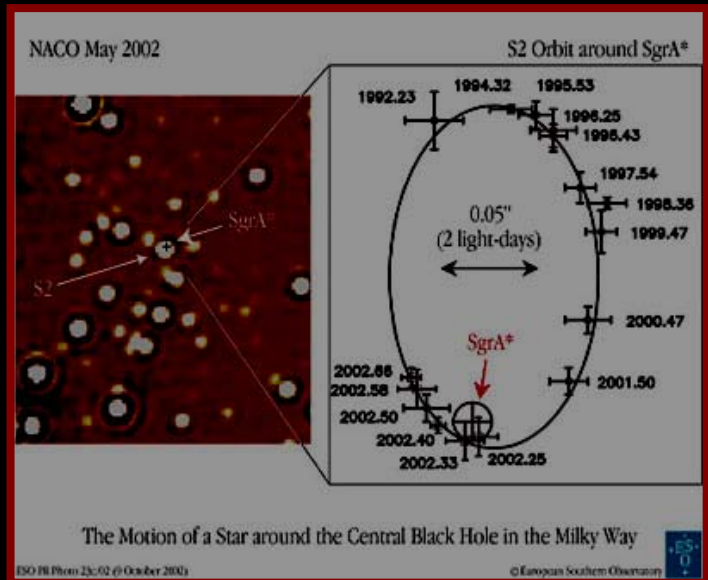 NACO May 2002
S2 Orbit around SgrA*
SgrA*
S2
1992.23
1994.32
1995.53
1996.25
1996.43
1997.54
1998.36
1999.47
0.05"
(2 light-days)
2000.47
SgrA*
2001.50
2002.66
2002.58
2002.50
2002.40
2002.33
2002.25
The Motion of a Star around the Central Black Hole in the Milky Way
ESO PR Photo 23c/02 (9 October 2002)
© European Southern Observatory
ESO